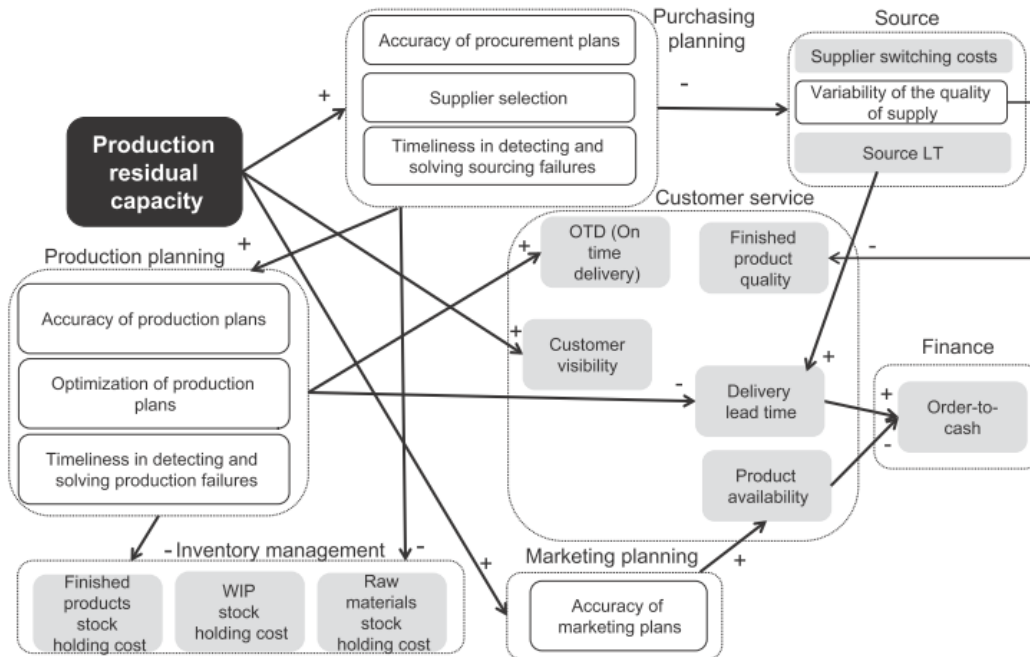 Purchasing
planning
Accuracy of procurement plans
Supplier selection
Timeliness in detecting and
solving sourcing failures
Source
Supplier switching costs
Variability of the quality
of supply
Source LT
+
-
Production
residual
capacity
Customer service
OTD (On
time
delivery)
+
Finished
product
quality
-
+
Production planning
Accuracy of production plans
Optimization of production
plans
Timeliness in detecting and
solving production failures
+
Customer
visibility
-
+
Delivery
lead time
Product
availability
Finance
+
-
Order-to-
cash
-
Inventory management
-
Finished
products
stock
holding cost
WIP
stock
holding cost
Raw
materials
stock
holding cost
+
Marketing planning
+
Accuracy of
marketing plans